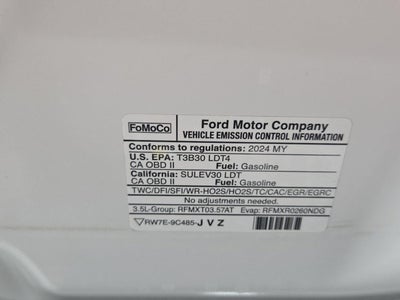 FoMoCo
Ford Motor Company
VEHICLE EMISSION CONTROL INFORMATION
Conforms to regulations: 2024 MY
U.S. EPA: T3B30 LDT4
CA OBD II Fuel: Gasoline
California: SULEV30 LDT
CA OBD II Fuel: Gasoline
TWC/DFI/SFI/WR-HO2S/HO2S/TC/CAC/EGR/EGRC
No adjustments needed.
3.5L-Group: RFMXT03.57AT Evap: RFMXR0260NDG
RW7E-9C485-JVZ